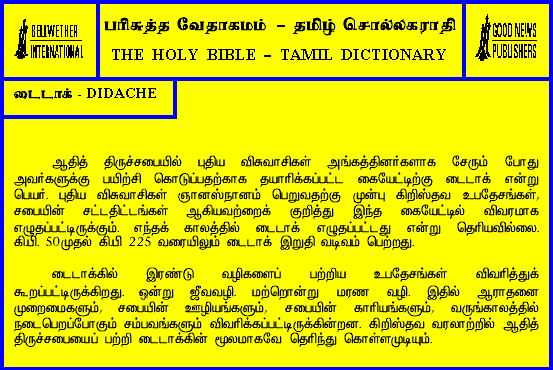 BELLWETHER
INTERNATIONAL
பரிசுத்த வேதாகமம் – தமிழ் சொல்லகராதி
THE HOLY BIBLE – TAMIL DICTIONARY
GOOD NEWS
PUBLISHERS
டைடாக் - DIDACHE
ஆதித் திருச்சபையில் புதிய விசுவாசிகள் அங்கத்தினர்களாக சேரும் போது
அவர்களுக்கு பயிற்சி கொடுப்பதற்காக தயாரிக்கப்பட்ட கையேட்டிற்கு டைடாக் என்று
பெயர். புதிய விசுவாசிகள் ஞானஸ்நானம் பெறுவதற்கு முன்பு கிறிஸ்தவ உபதேசங்கள்,
சபையின் சட்டதிட்டங்கள் ஆகியவற்றைக் குறித்து இந்த கையேட்டில் விவரமாக
எழுதப்பட்டிருக்கும். எந்தக் காலத்தில் டைடாக் எழுதப்பட்டது என்று தெரியவில்லை.
கி.பி. 50முதல் கி.பி 225 வரையிலும் டைடாக் இறுதி வடிவம் பெற்றது.
டைடாக்கில் இரண்டு வழிகளைப் பற்றிய உபதேசங்கள் விவரித்துக்
கூறப்பட்டிருக்கிறது. ஒன்று ஜீவவழி. மற்றொன்று மரண வழி. இதில் ஆராதனை
முறைமைகளும், சபையின் ஊழியங்களும், சபையின் காரியங்களும், வருங்காலத்தில்
நடைபெறப்போகும் சம்பவங்களும் விவரிக்கப்பட்டிருக்கின்றன. கிறிஸ்தவ வரலாற்றில் ஆதித்
திருச்சபையைப் பற்றி டைடாக்கின் மூலமாகவே தெரிந்து கொள்ளமுடியும்.